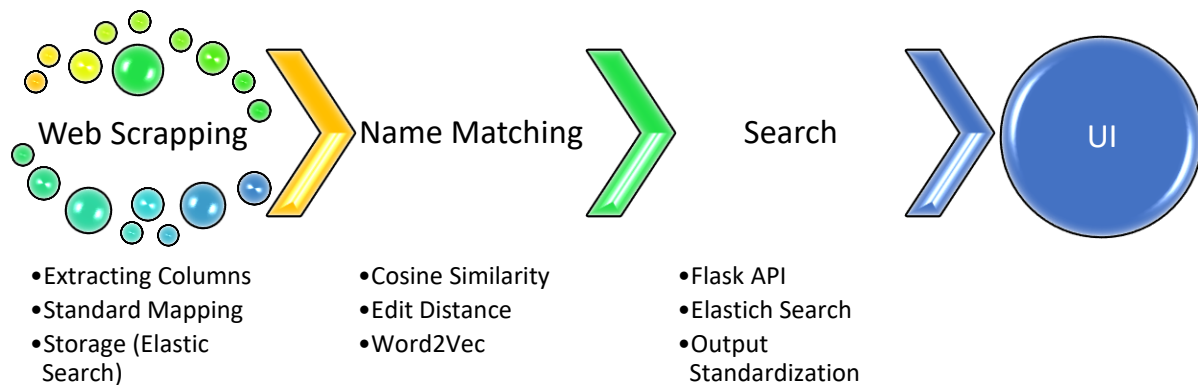 Web Scrapping
Name Matching
Search
UI
•Extracting Columns
•Standard Mapping
•Storage (Elastic
Search)
•Cosine Similarity
•Edit Distance
•Word2Vec
•Flask API
•Elastich Search
•Output
Standardization